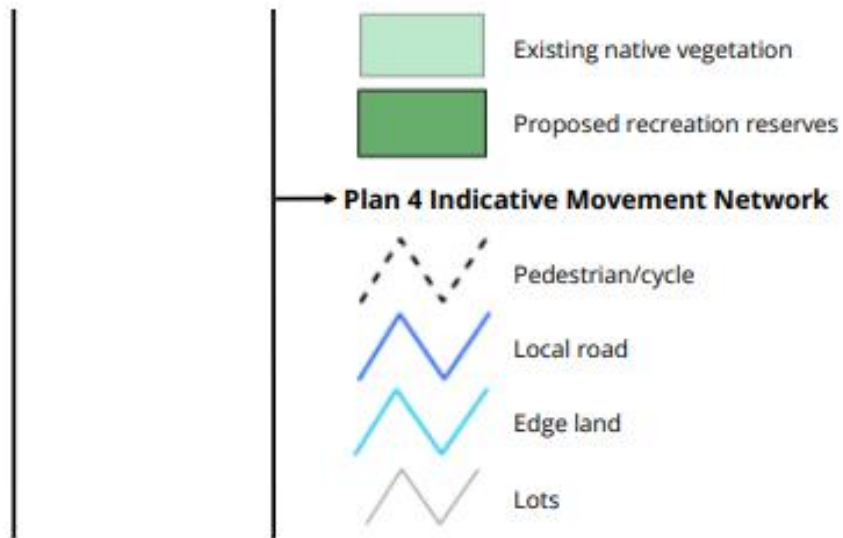 Existing native vegetation
Proposed recreation reserves
Plan 4 Indicative Movement Network
Pedestrian/cycle
Local road
Edge land
Lots